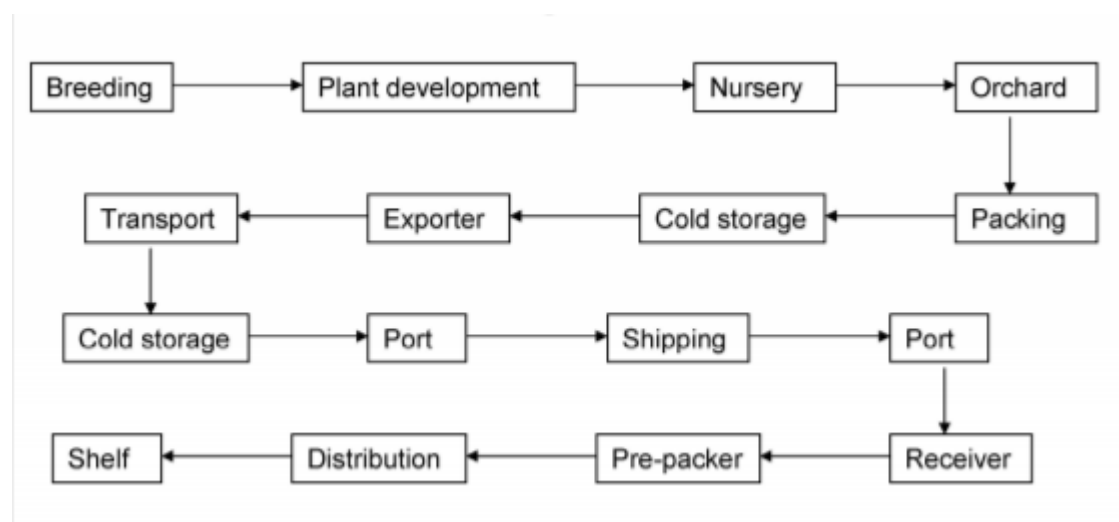 Breeding
Plant development
Nursery
Orchard
Packing
Cold storage
Exporter
Transport
Cold storage
Port
Shipping
Port
Receiver
Pre-packer
Distribution
Shelf